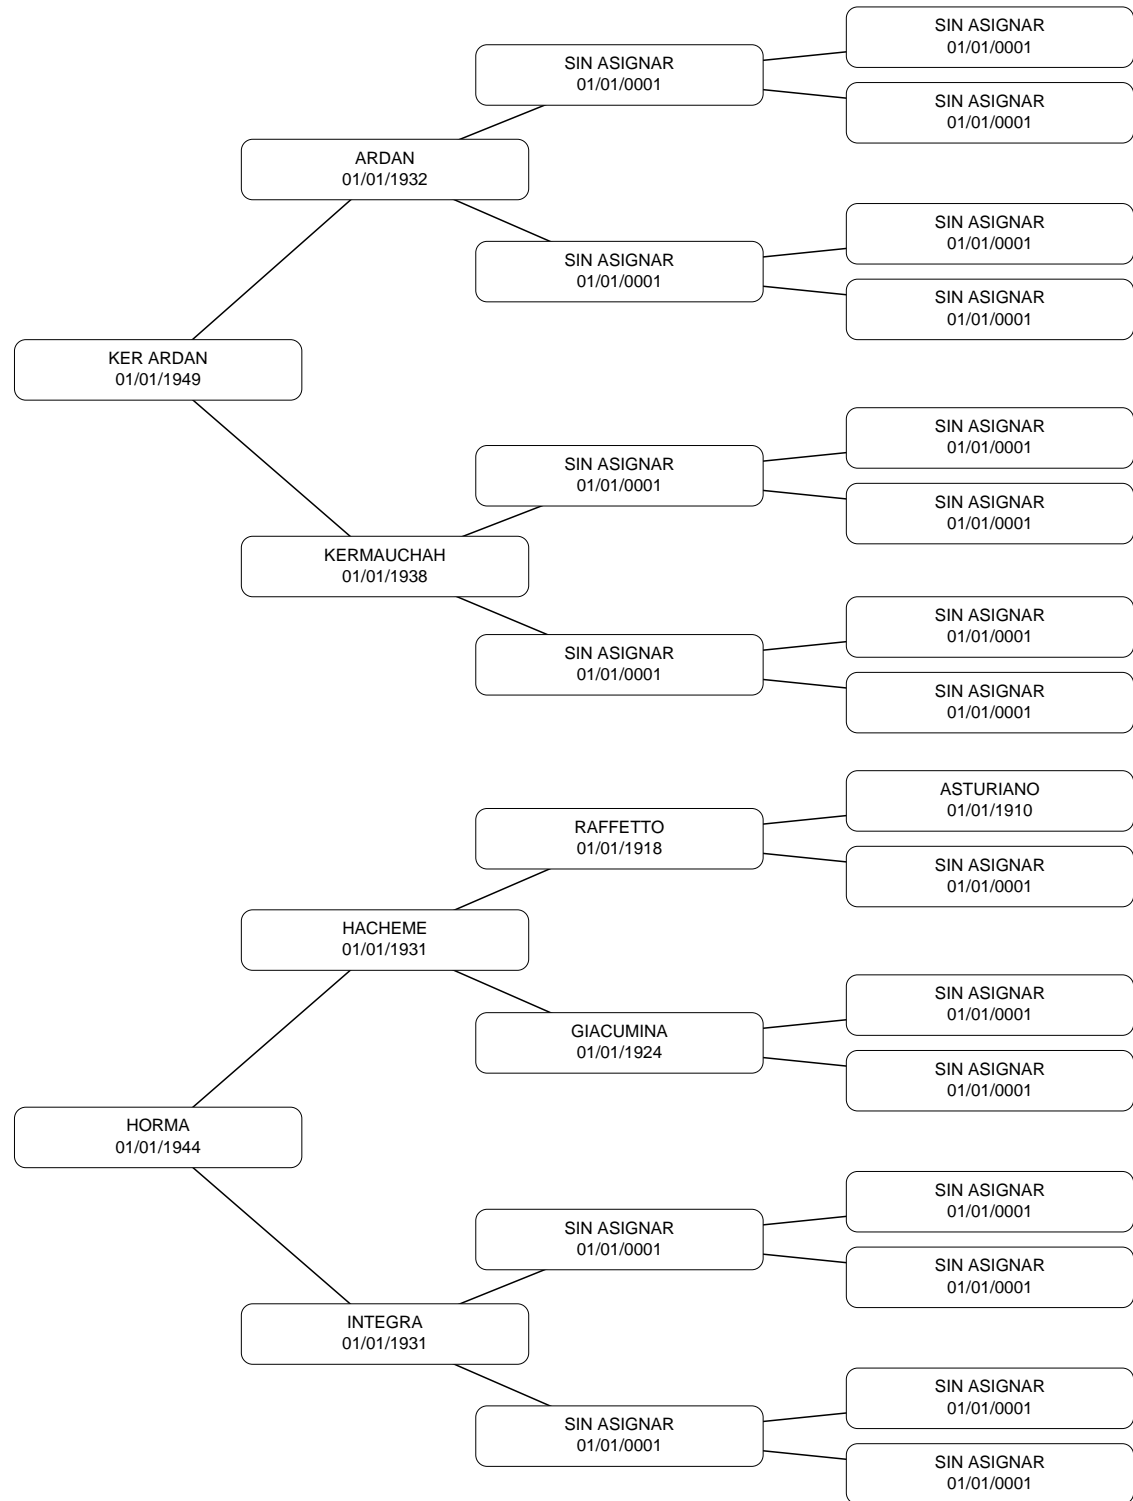 SIN ASIGNAR
01/01/0001
SIN ASIGNAR
01/01/0001
SIN ASIGNAR
01/01/0001
ARDAN
01/01/1932
SIN ASIGNAR
01/01/0001
SIN ASIGNAR
01/01/0001
SIN ASIGNAR
01/01/0001
KER ARDAN
01/01/1949
SIN ASIGNAR
01/01/0001
SIN ASIGNAR
01/01/0001
SIN ASIGNAR
01/01/0001
KERMAUCHAH
01/01/1938
SIN ASIGNAR
01/01/0001
SIN ASIGNAR
01/01/0001
SIN ASIGNAR
01/01/0001
ASTURIANO
01/01/1910
RAFFETTO
01/01/1918
SIN ASIGNAR
01/01/0001
HACHEME
01/01/1931
SIN ASIGNAR
01/01/0001
GIACUMINA
01/01/1924
SIN ASIGNAR
01/01/0001
HORMA
01/01/1944
SIN ASIGNAR
01/01/0001
SIN ASIGNAR
01/01/0001
SIN ASIGNAR
01/01/0001
INTEGRA
01/01/1931
SIN ASIGNAR
01/01/0001
SIN ASIGNAR
01/01/0001
SIN ASIGNAR
01/01/0001